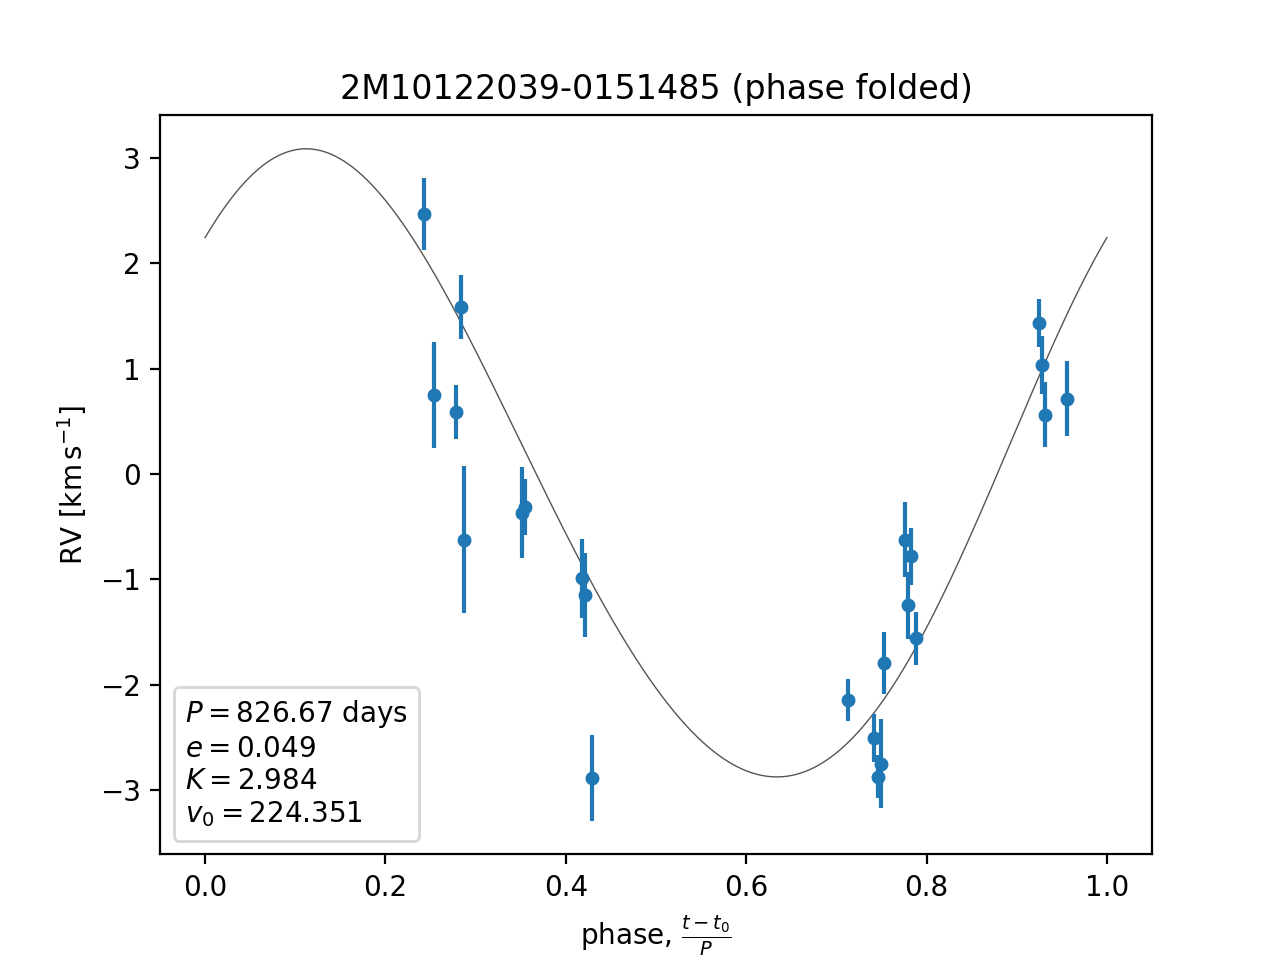 2M10122039-0151485 (phase folded)
3
2
1
0
−1
−2
−3
RV [km s⁻¹]
P = 826.67 days
e = 0.049
K = 2.984
v₀ = 224.351
0.0 0.2 0.4 0.6 0.8 1.0
phase, (t − t₀)/P